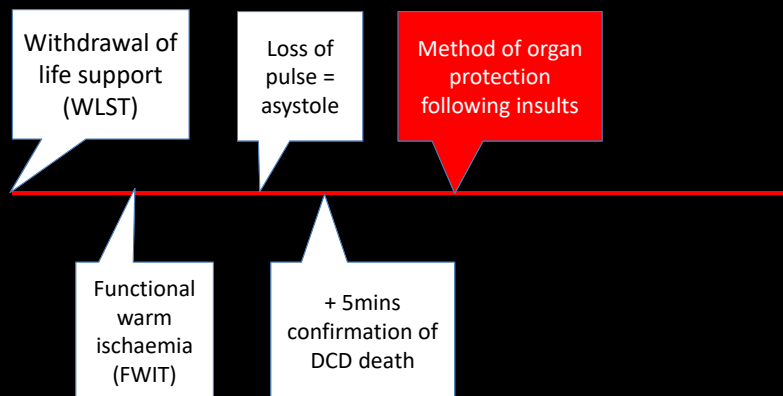 Withdrawal of
life support
(WLST)
Loss of
pulse =
asystole
Method of organ
protection
following insults
Functional
warm
ischaemia
(FWIT)
+ 5mins
confirmation of
DCD death